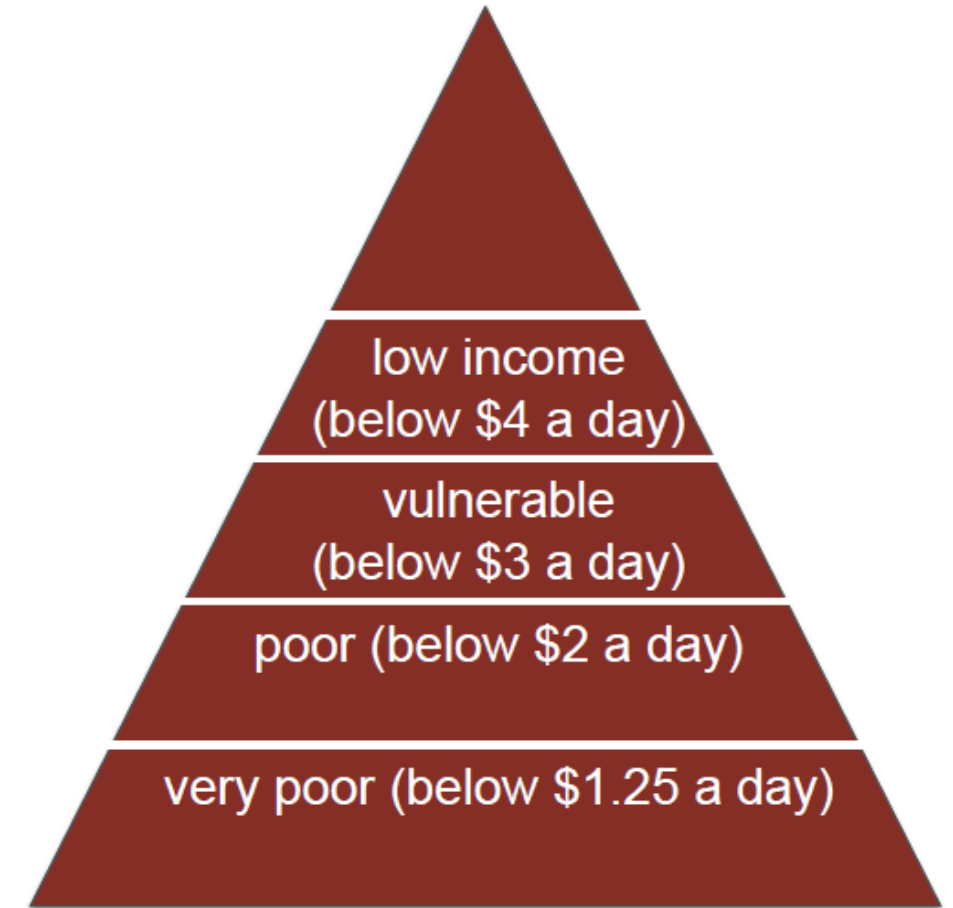 low income
(below $4 a day)
vulnerable
(below $3 a day)
poor (below $2 a day)
very poor (below $1.25 a day)